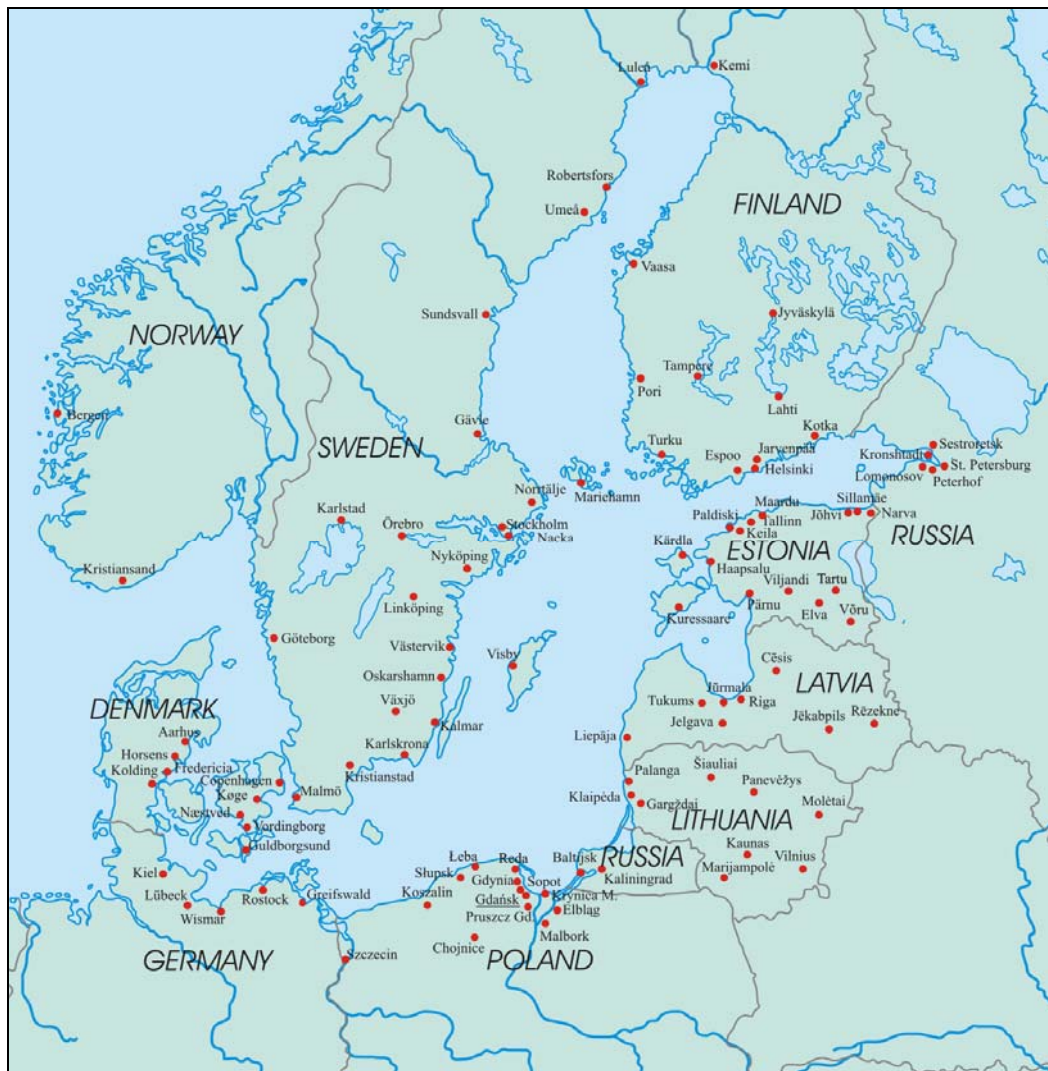 Luleå
Kemi
Robertsfors
Umeå
FINLAND
Vaasa
Sundsvall
Jyväskylä
NORWAY
Tampere
Pori
Lahti
Bergen
Gävle
Kotka
SWEDEN
Turku
Espoo
Jarvenpää
Helsinki
Sestroretsk
Kronshtadt
St. Petersburg
Lomonosov
Peterhof
Mariehamn
Norrtälje
Karlstad
Örebro
Stockholm
Nacka
Maardu
Sillamäe
Paldiski
Tallinn
Jõhvi
Narva
Keila
RUSSIA
Kärdla
ESTONIA
Nyköping
Haapsalu
Kristiansand
Viljandi
Tartu
Linköping
Pärnu
Kuressaare
Elva
Võru
Göteborg
Västervik
Visby
Cēsis
Oskarshamn
LATVIA
Jūrmala
Växjö
Tukums
Riga
DENMARK
Rēzekne
Jelgava
Jēkabpils
Kalmar
Aarhus
Liepāja
Karlskrona
Horsens
Fredericia
Kolding
Kristianstad
Šiauliai
Palanga
Panevėžys
Copenhagen
Køge
Malmö
Klaipėda
Gargždai
Molėtai
Næstved
LITHUANIA
Vordingborg
Guldborgsund
Kaunas
Łeba
Reda
Baltijsk
RUSSIA
Vilnius
Kiel
Słupsk
Gdynia
Kaliningrad
Marijampolė
Sopot
Lübeck
Rostock
Greifswald
Koszalin
Gdańsk
Krynica M.
Wismar
Pruszcz Gd.
Elbląg
Malbork
Chojnice
GERMANY
Szczecin
POLAND